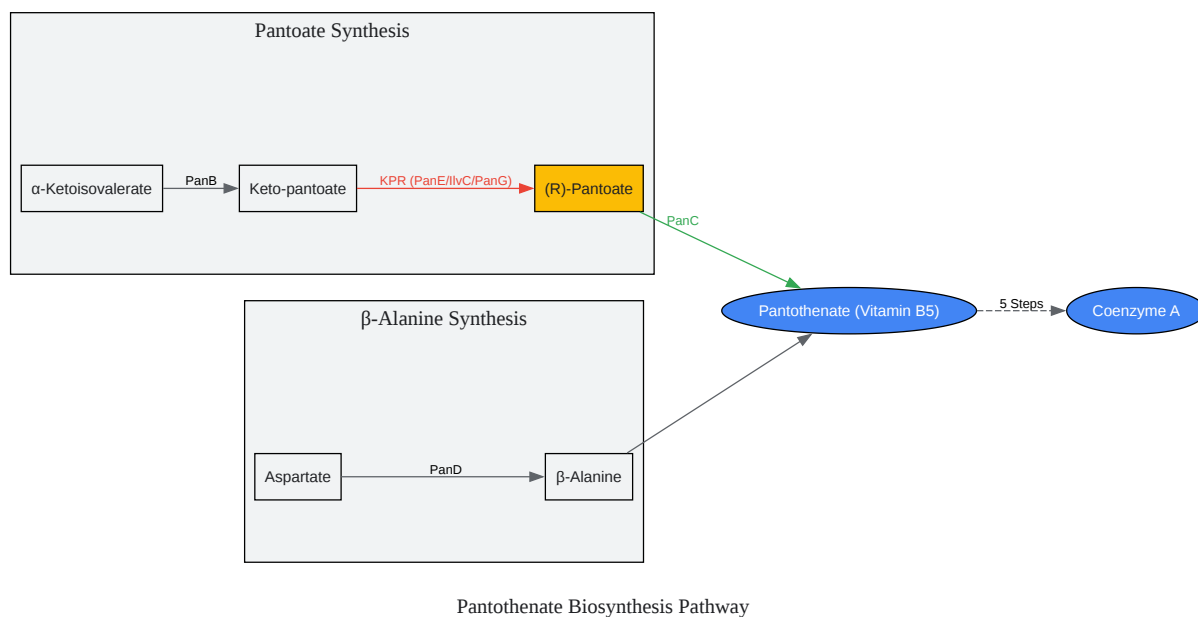 Pantoate Synthesis
α-Ketoisovalerate
PanB
Keto-pantoate
KPR (PanE/IlvC/PanG)
(R)-Pantoate
PanC
Pantothenate (Vitamin B5)
5 Steps
Coenzyme A
β-Alanine Synthesis
Aspartate
PanD
β-Alanine
Pantothenate Biosynthesis Pathway